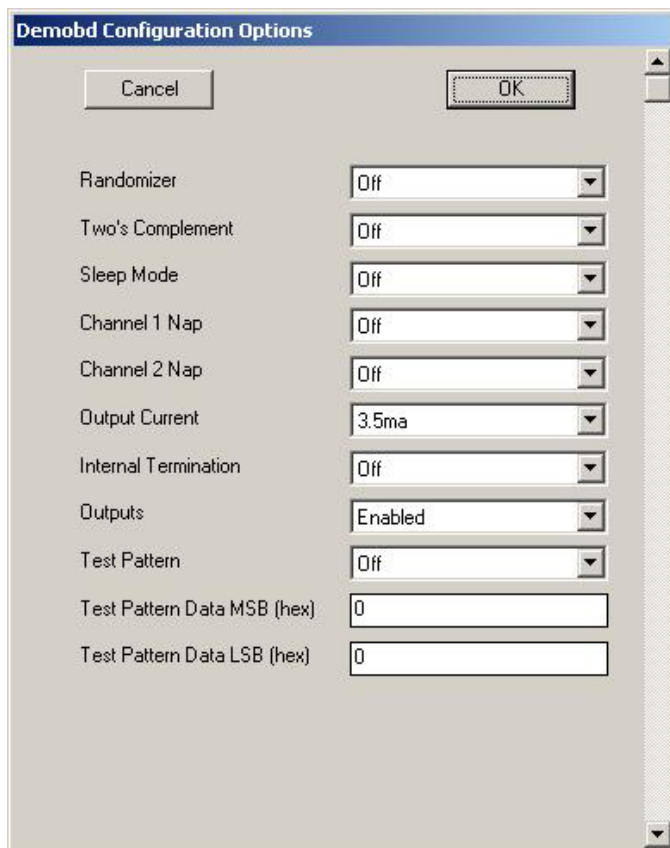 Demobd Configuration Options
Cancel OK
Randomizer Off
Two's Complement Off
Sleep Mode Off
Channel 1 Nap Off
Channel 2 Nap Off
Output Current 3.5ma
Internal Termination Off
Outputs Enabled
Test Pattern Off
Test Pattern Data MSB (hex) 0
Test Pattern Data LSB (hex) 0